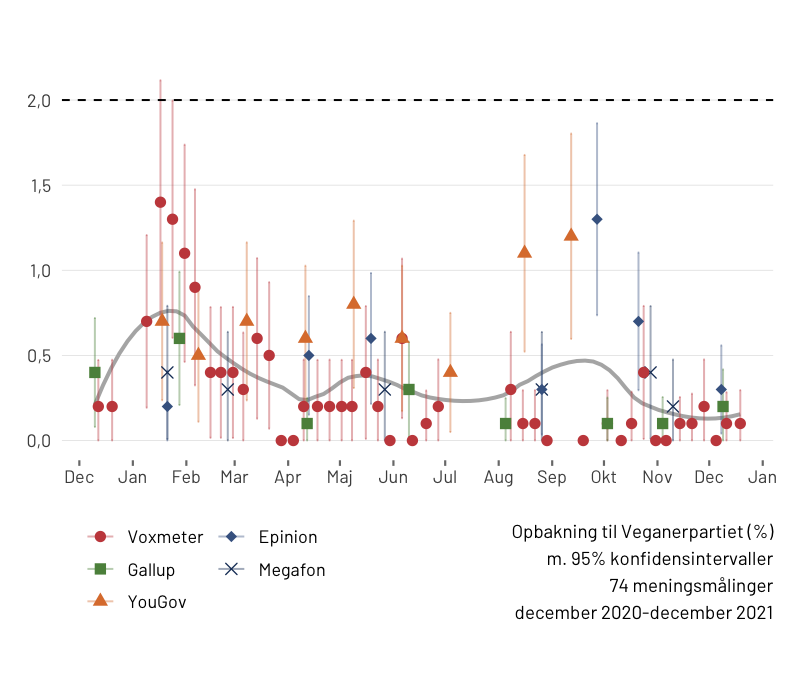 2,0
1,5
1,0
0,5
0,0
Dec Jan Feb Mar Apr Maj Jun Jul Aug Sep Okt Nov Dec Jan
Voxmeter Epinion
Gallup Megafon
YouGov
Opbakning til Veganerpartiet (%)
m. 95% konfidensintervaller
74 meningsmålinger
december 2020-december 2021